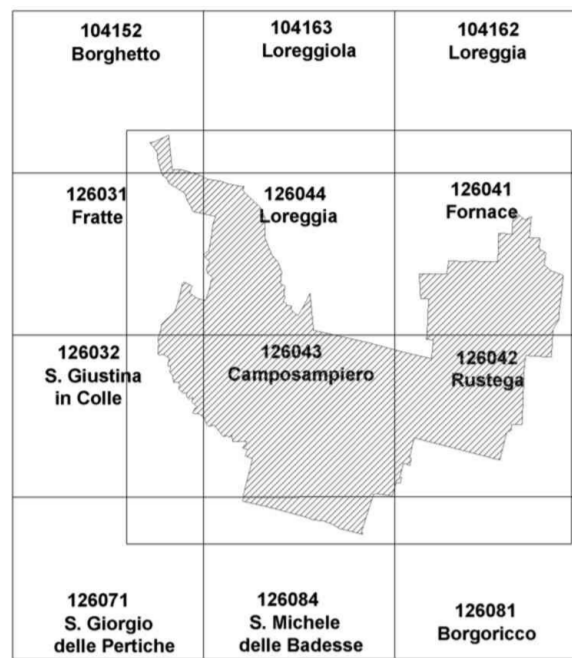 104152
Borghetto
104163
Loreggiola
104162
Loreggia
126031
Fratte
126044
Loreggia
126041
Fornace
126032
S. Giustina
in Colle
126043
Camposampiero
126042
Rustega
126071
S. Giorgio
delle Pertiche
126084
S. Michele
delle Badesse
126081
Borgoricco